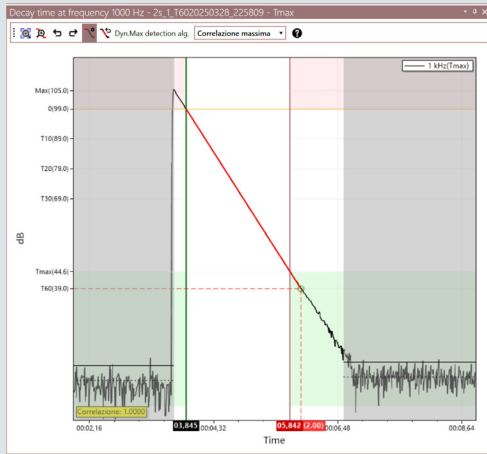 Decay time at frequency 1000 Hz - 2s_1_T6020250328_225809 - Tmax
Dyn.Max detection alg. Correlazione massima
1 kHz(Tmax)
Max(105.0)
0(99.0)
T10(89.0)
T20(79.0)
T30(69.0)
dB
Tmax(44.6)
T60(39.0)
Correlazione: 1.0000
00:02,16
03,845
00:04,32
05,842 (2.00)
00:06,48
00:8,64
Time